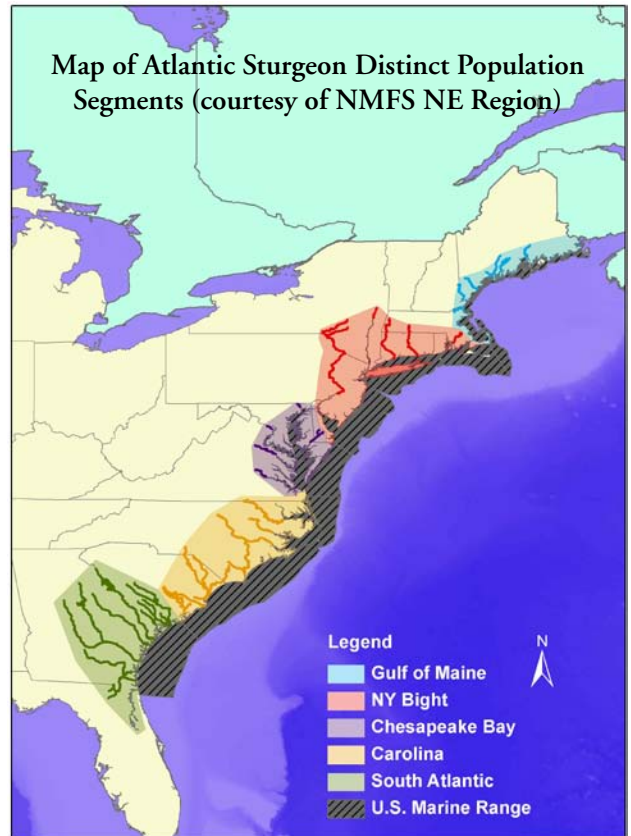 Map of Atlantic Sturgeon Distinct Population
Segments (courtesy of NMFS NE Region)
Legend
N
Gulf of Maine
NY Bight
Chesapeake Bay
Carolina
South Atlantic
U.S. Marine Range